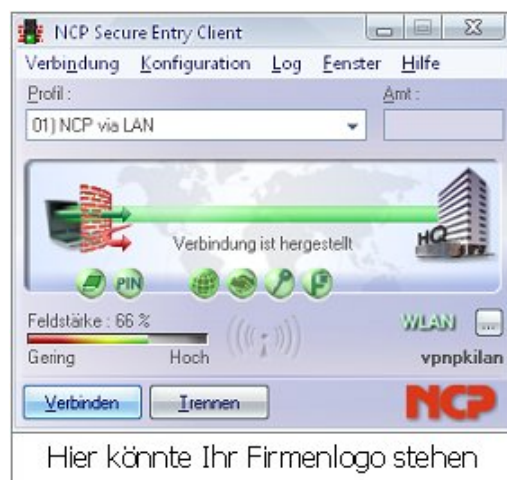 NCP Secure Entry Client
Verbindung Konfiguration Log Fenster Hilfe
Profil : Amt :
01) NCP via LAN
HQ
Verbindung ist hergestellt
PIN
Feldstärke : 66 % WLAN ...
Gering Hoch vpnpkilan
Verbinden Trennen NCP
Hier könnte Ihr Firmenlogo stehen